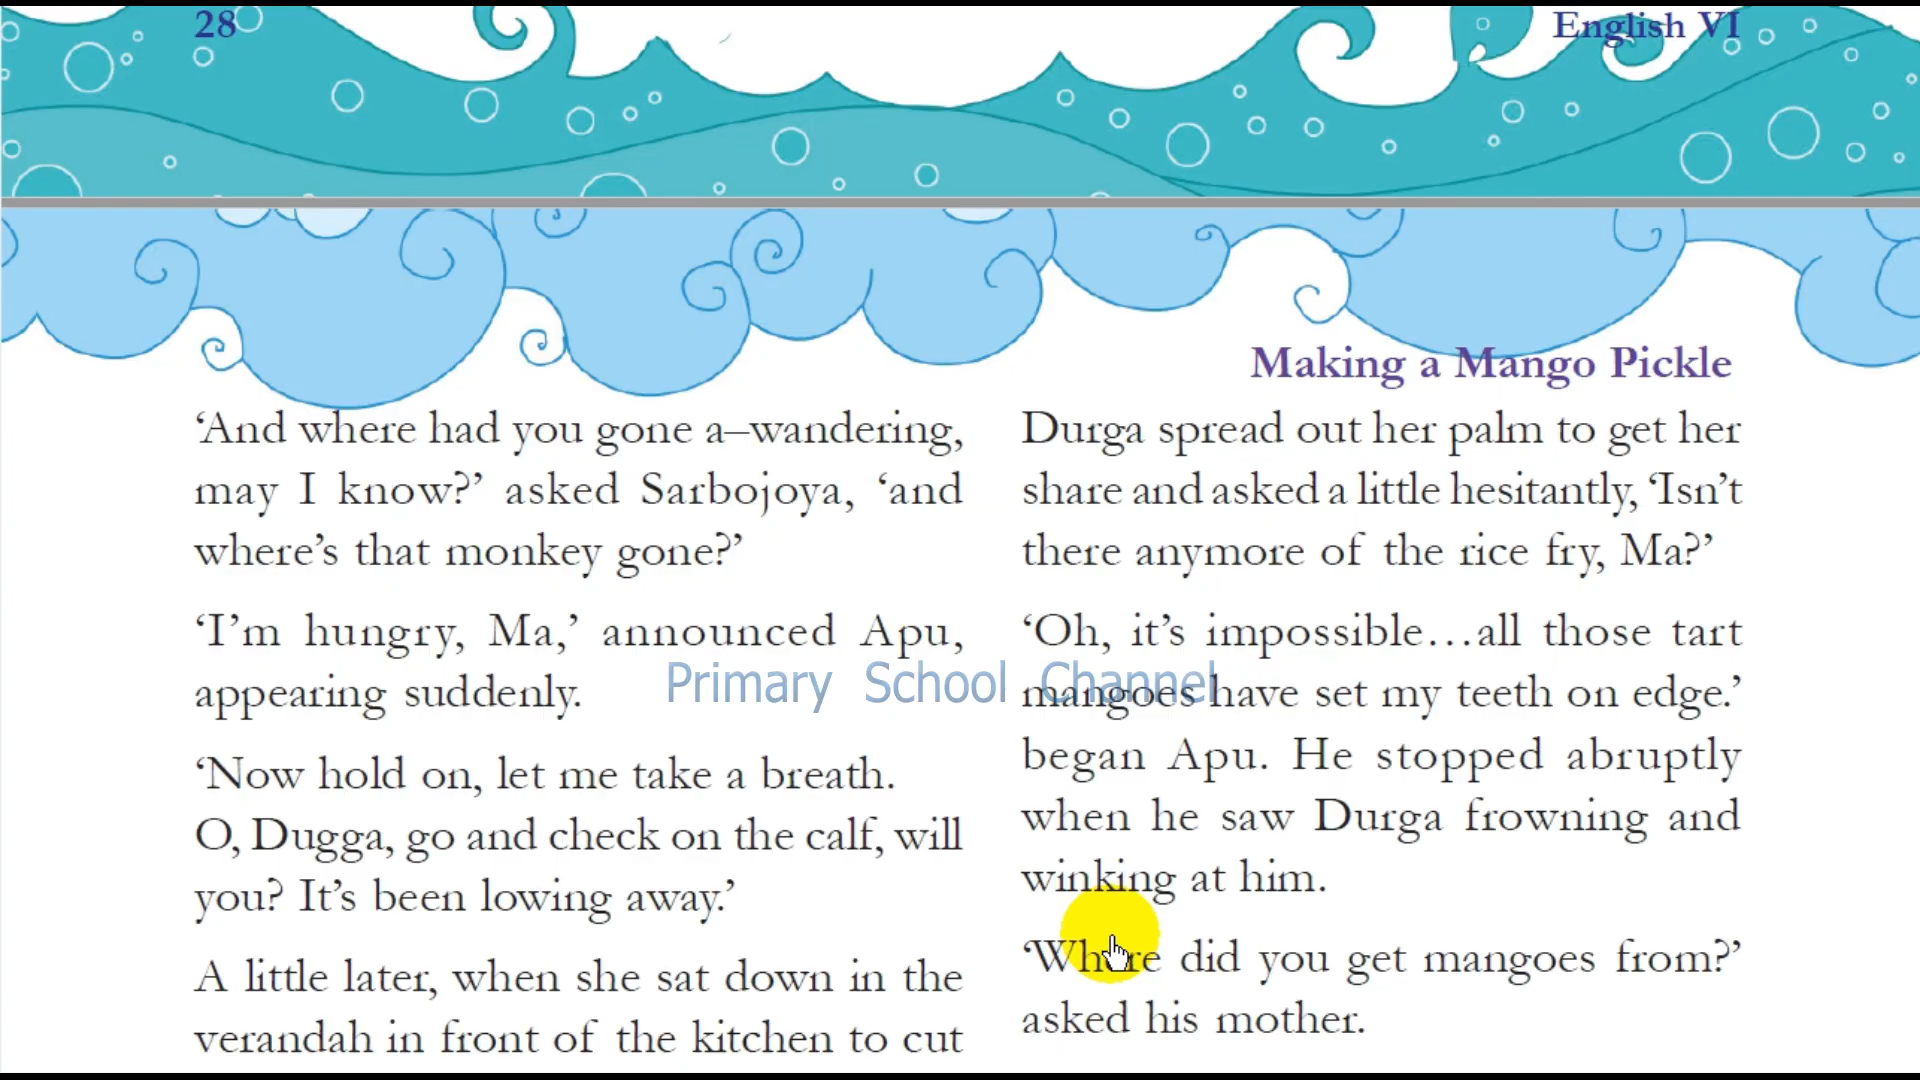 28
English VI
Making a Mango Pickle
‘And where had you gone a–wandering,
may I know?’ asked Sarbojoya, ‘and
where’s that monkey gone?’
‘I’m hungry, Ma,’ announced Apu,
appearing suddenly.
‘Now hold on, let me take a breath.
O, Dugga, go and check on the calf, will
you? It’s been lowing away.’
A little later, when she sat down in the
verandah in front of the kitchen to cut
Durga spread out her palm to get her
share and asked a little hesitantly, ‘Isn’t
there anymore of the rice fry, Ma?’
‘Oh, it’s impossible…all those tart
mangoes have set my teeth on edge.’
began Apu. He stopped abruptly
when he saw Durga frowning and
winking at him.
‘Where did you get mangoes from?’
asked his mother.
Primary School Channel